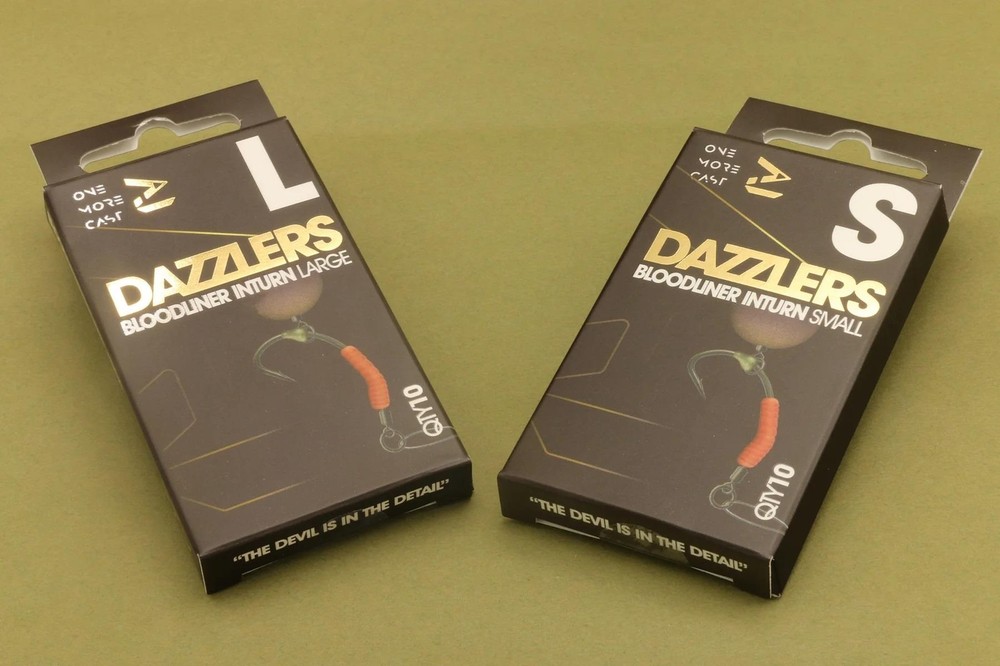 ONE
MORE
CAST
L
DAZZLERS
BLOODLINER INTURN LARGE
QTY10
“THE DEVIL IS IN THE DETAIL”
ONE
MORE
CAST
S
DAZZLERS
BLOODLINER INTURN SMALL
QTY10
“THE DEVIL IS IN THE DETAIL”